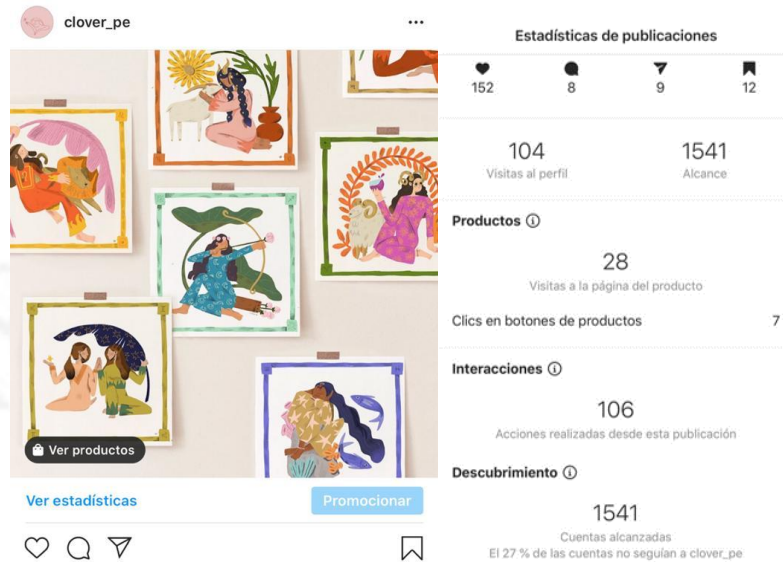 clover_pe
Ver productos
Ver estadísticas
Promocionar
Estadísticas de publicaciones
152 8 9 12
104 1541
Visitas al perfil Alcance
Productos
28
Visitas a la página del producto
Clics en botones de productos 7
Interacciones
106
Acciones realizadas desde esta publicación
Descubrimiento
1541
Cuentas alcanzadas
El 27 % de las cuentas no seguían a clover_pe